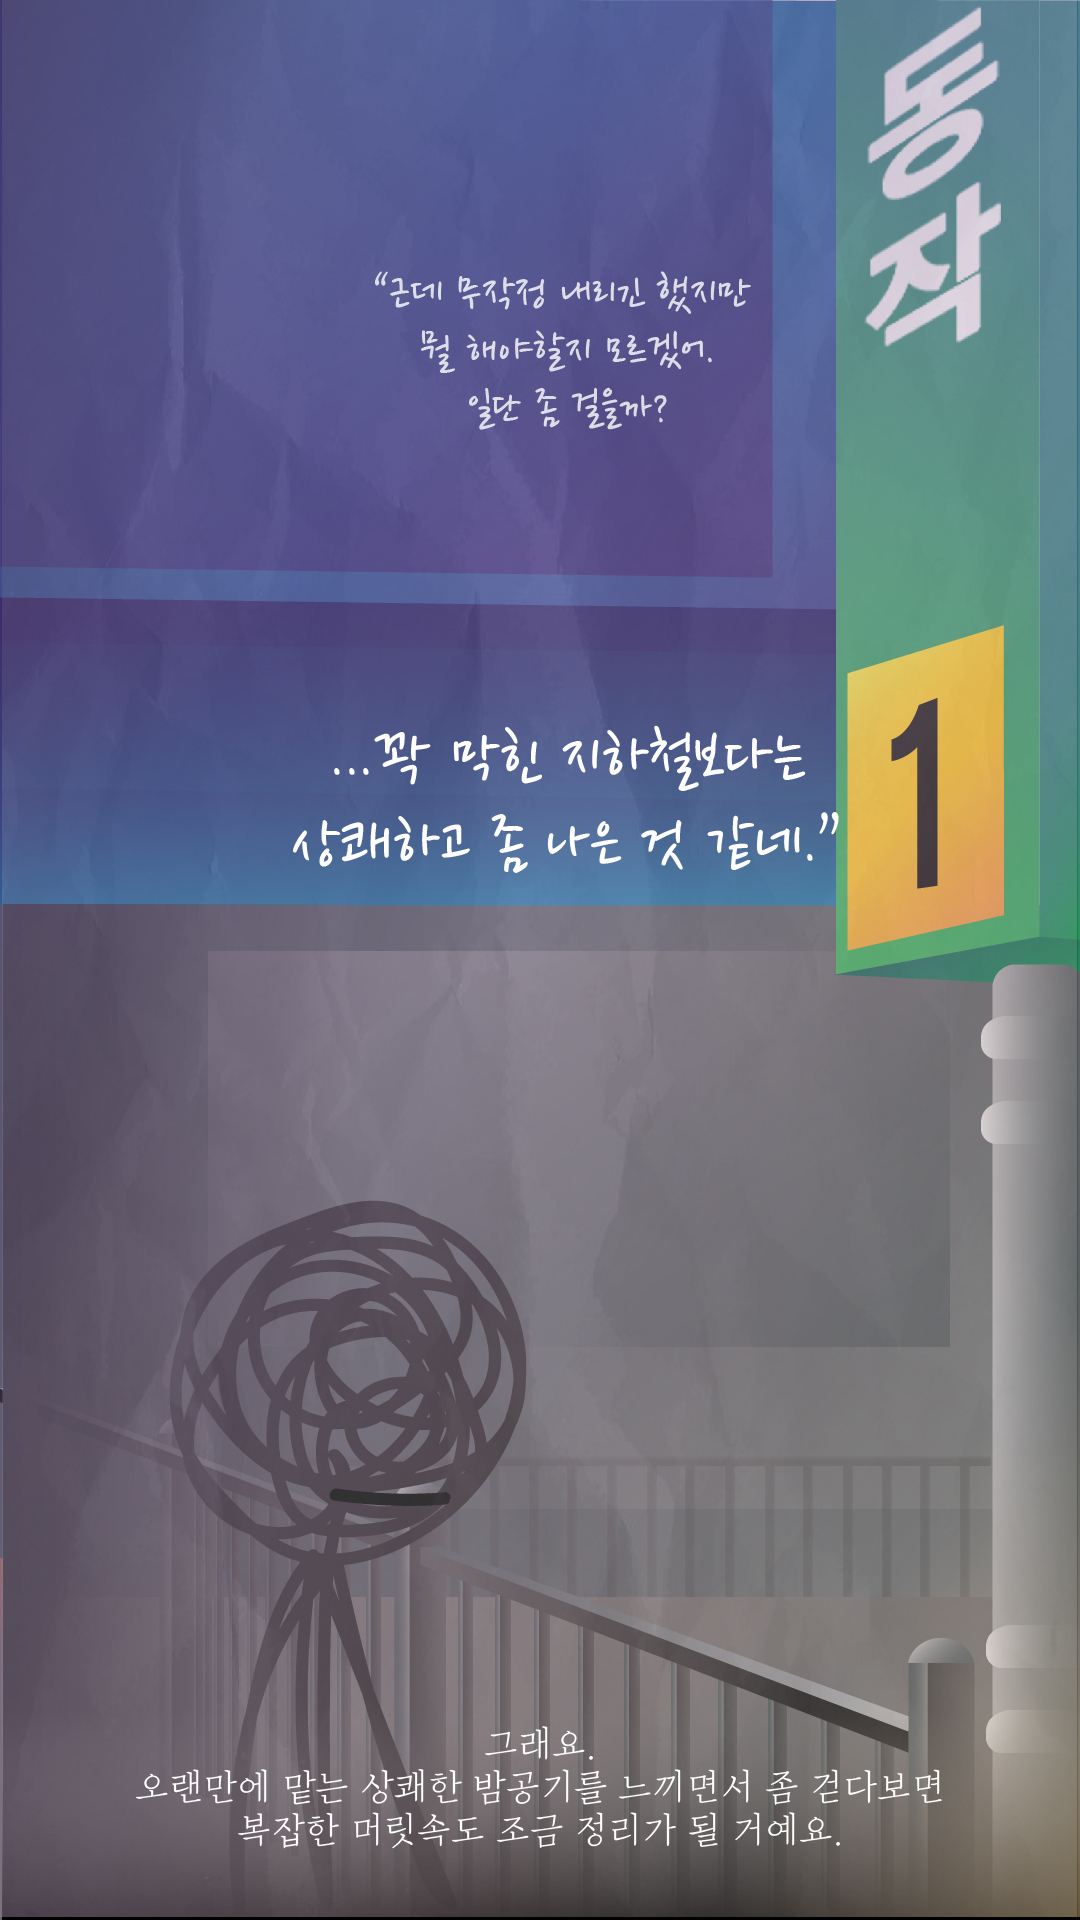 동작
“근데 무작정 내리긴 했지만
뭘 해야할지 모르겠어.
일단 좀 걸을까?
1
...꽉 막힌 지하철보다는
상쾌하고 좀 나은 것 같네.”
그래요.
오랜만에 맡는 상쾌한 밤공기를 느끼면서 좀 걷다보면
복잡한 머릿속도 조금 정리가 될 거예요.